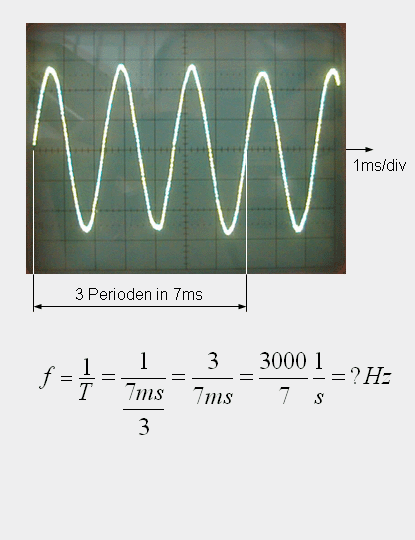 1ms/div
3 Perioden in 7ms
f = 1/T = 1/(7ms/3) = 3/7ms = 3000/7 1/s = ? Hz